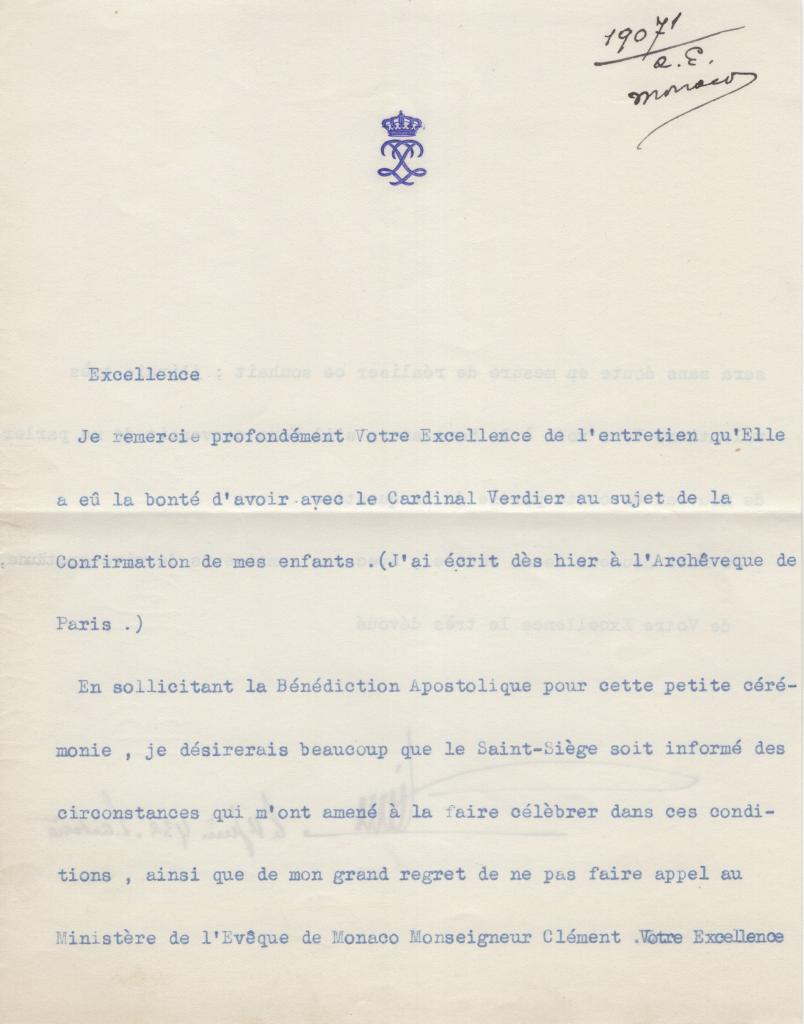 19071
a.E.
Monaco
Excellence
Je remercie profondément Votre Excellence de l'entretien qu'Elle
a eû la bonté d'avoir avec le Cardinal Verdier au sujet de la
Confirmation de mes enfants .(J'ai écrit dès hier à l'Archêveque de
Paris .)
En sollicitant la Bénédiction Apostolique pour cette petite céré-
monie , je désirerais beaucoup que le Saint-Siège soit informé des
circonstances qui m'ont amené à la faire célèbrer dans ces condi-
tions , ainsi que de mon grand regret de ne pas faire appel au
Ministère de l'Evêque de Monaco Monseigneur Clément .Votre Excellence